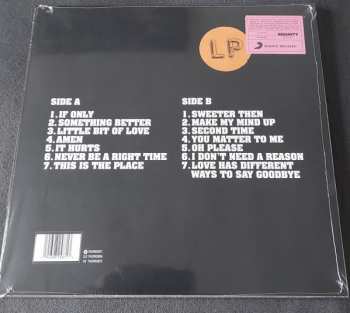 LP
SIDE A
1. IF ONLY
2. SOMETHING BETTER
3. LITTLE BIT OF LOVE
4. AMEN
5. IT HURTS
6. NEVER BE A RIGHT TIME
7. THIS IS THE PLACE
SIDE B
1. SWEETER THEN
2. MAKE MY MIND UP
3. SECOND TIME
4. YOU MATTER TO ME
5. OH PLEASE
6. I DON'T NEED A REASON
7. LOVE HAS DIFFERENT
WAYS TO SAY GOODBYE